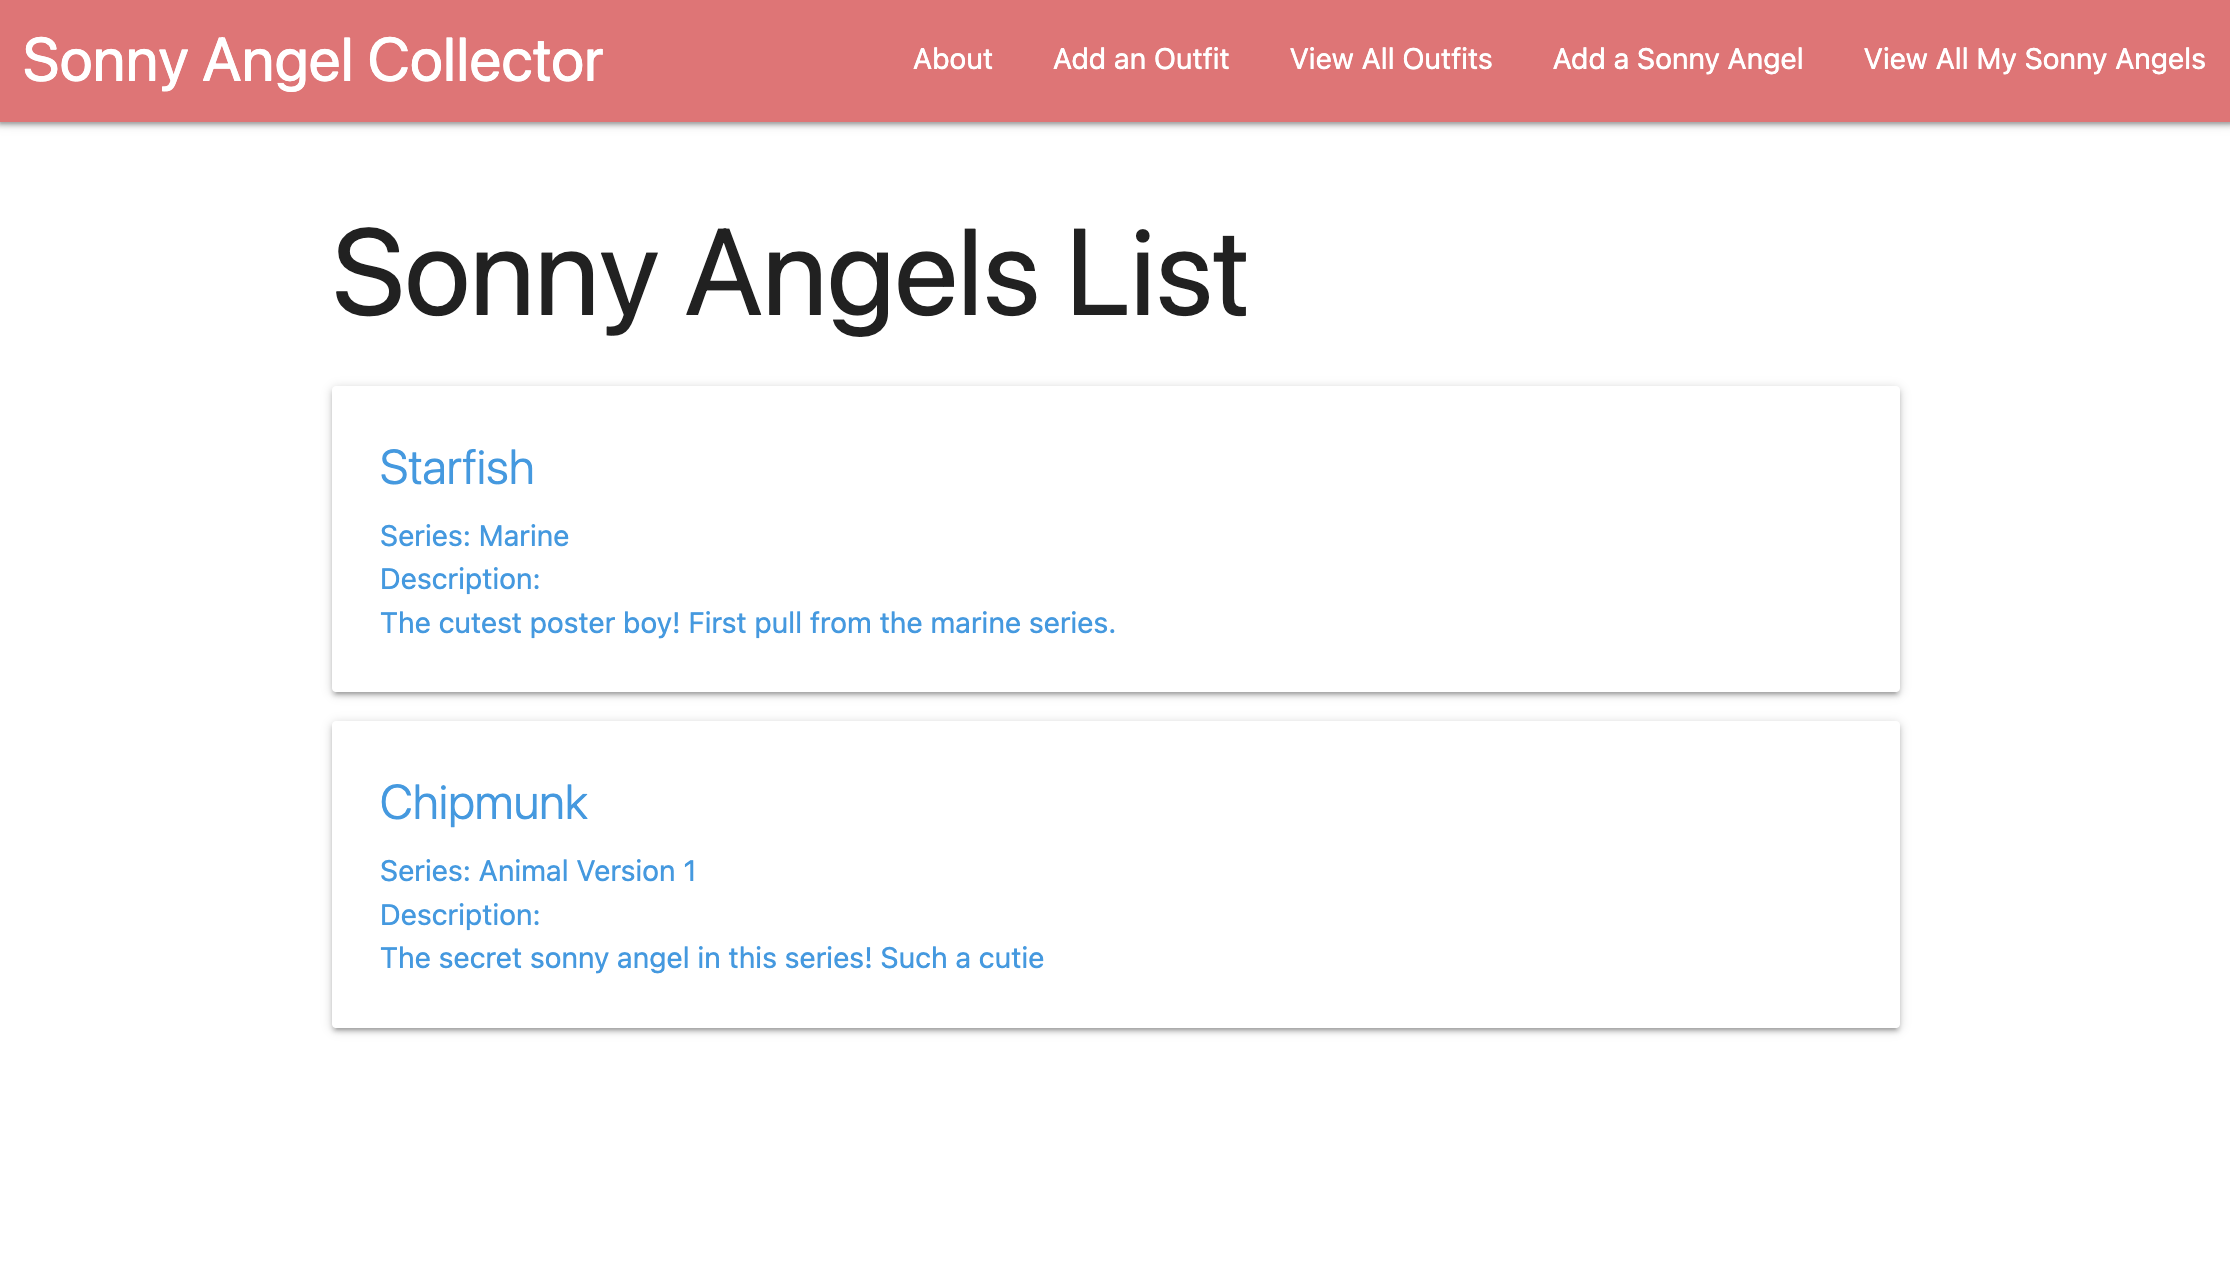 Sonny Angel Collector
About
Add an Outfit
View All Outfits
Add a Sonny Angel
View All My Sonny Angels
Sonny Angels List
Starfish
Series: Marine
Description:
The cutest poster boy! First pull from the marine series.
Chipmunk
Series: Animal Version 1
Description:
The secret sonny angel in this series! Such a cutie